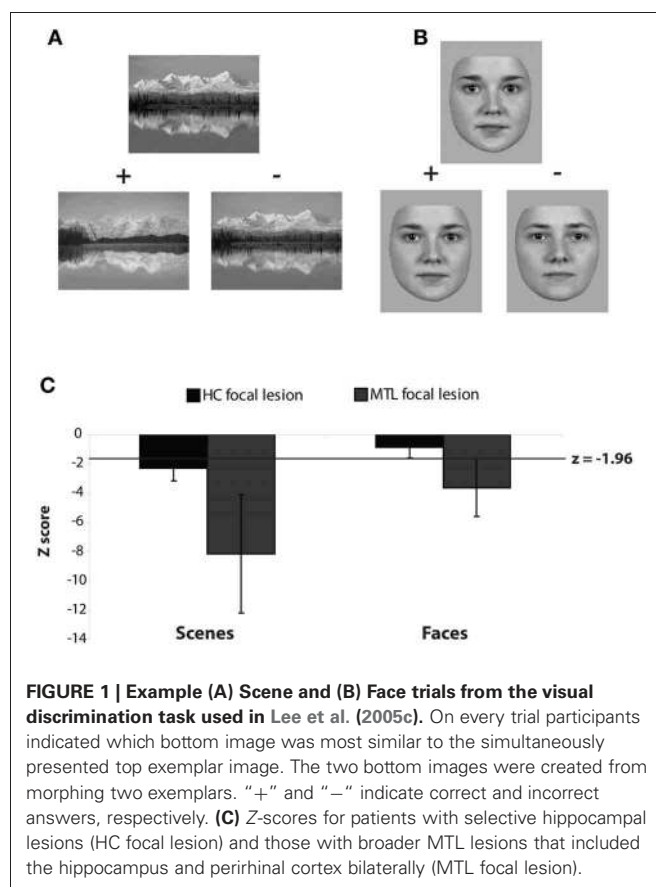 A
B
+ -
+ -
C
HC focal lesion MTL focal lesion
0
-2
z = -1.96
-4
-6
-8
-10
-12
-14
Z score
Scenes Faces
FIGURE 1 | Example (A) Scene and (B) Face trials from the visual
discrimination task used in Lee et al. (2005c). On every trial participants
indicated which bottom image was most similar to the simultaneously
presented top exemplar image. The two bottom images were created from
morphing two exemplars. “+” and “−“ indicate correct and incorrect
answers, respectively. (C) Z-scores for patients with selective hippocampal
lesions (HC focal lesion) and those with broader MTL lesions that included
the hippocampus and perirhinal cortex bilaterally (MTL focal lesion).